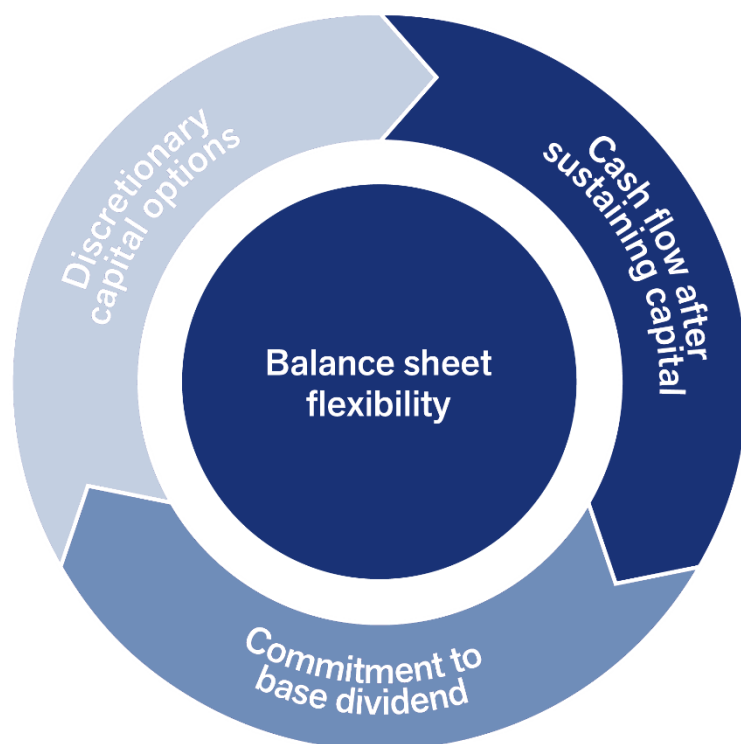 Discretionary
capital options
Cash flow after
sustaining capital
Balance sheet
flexibility
Commitment to
base dividend